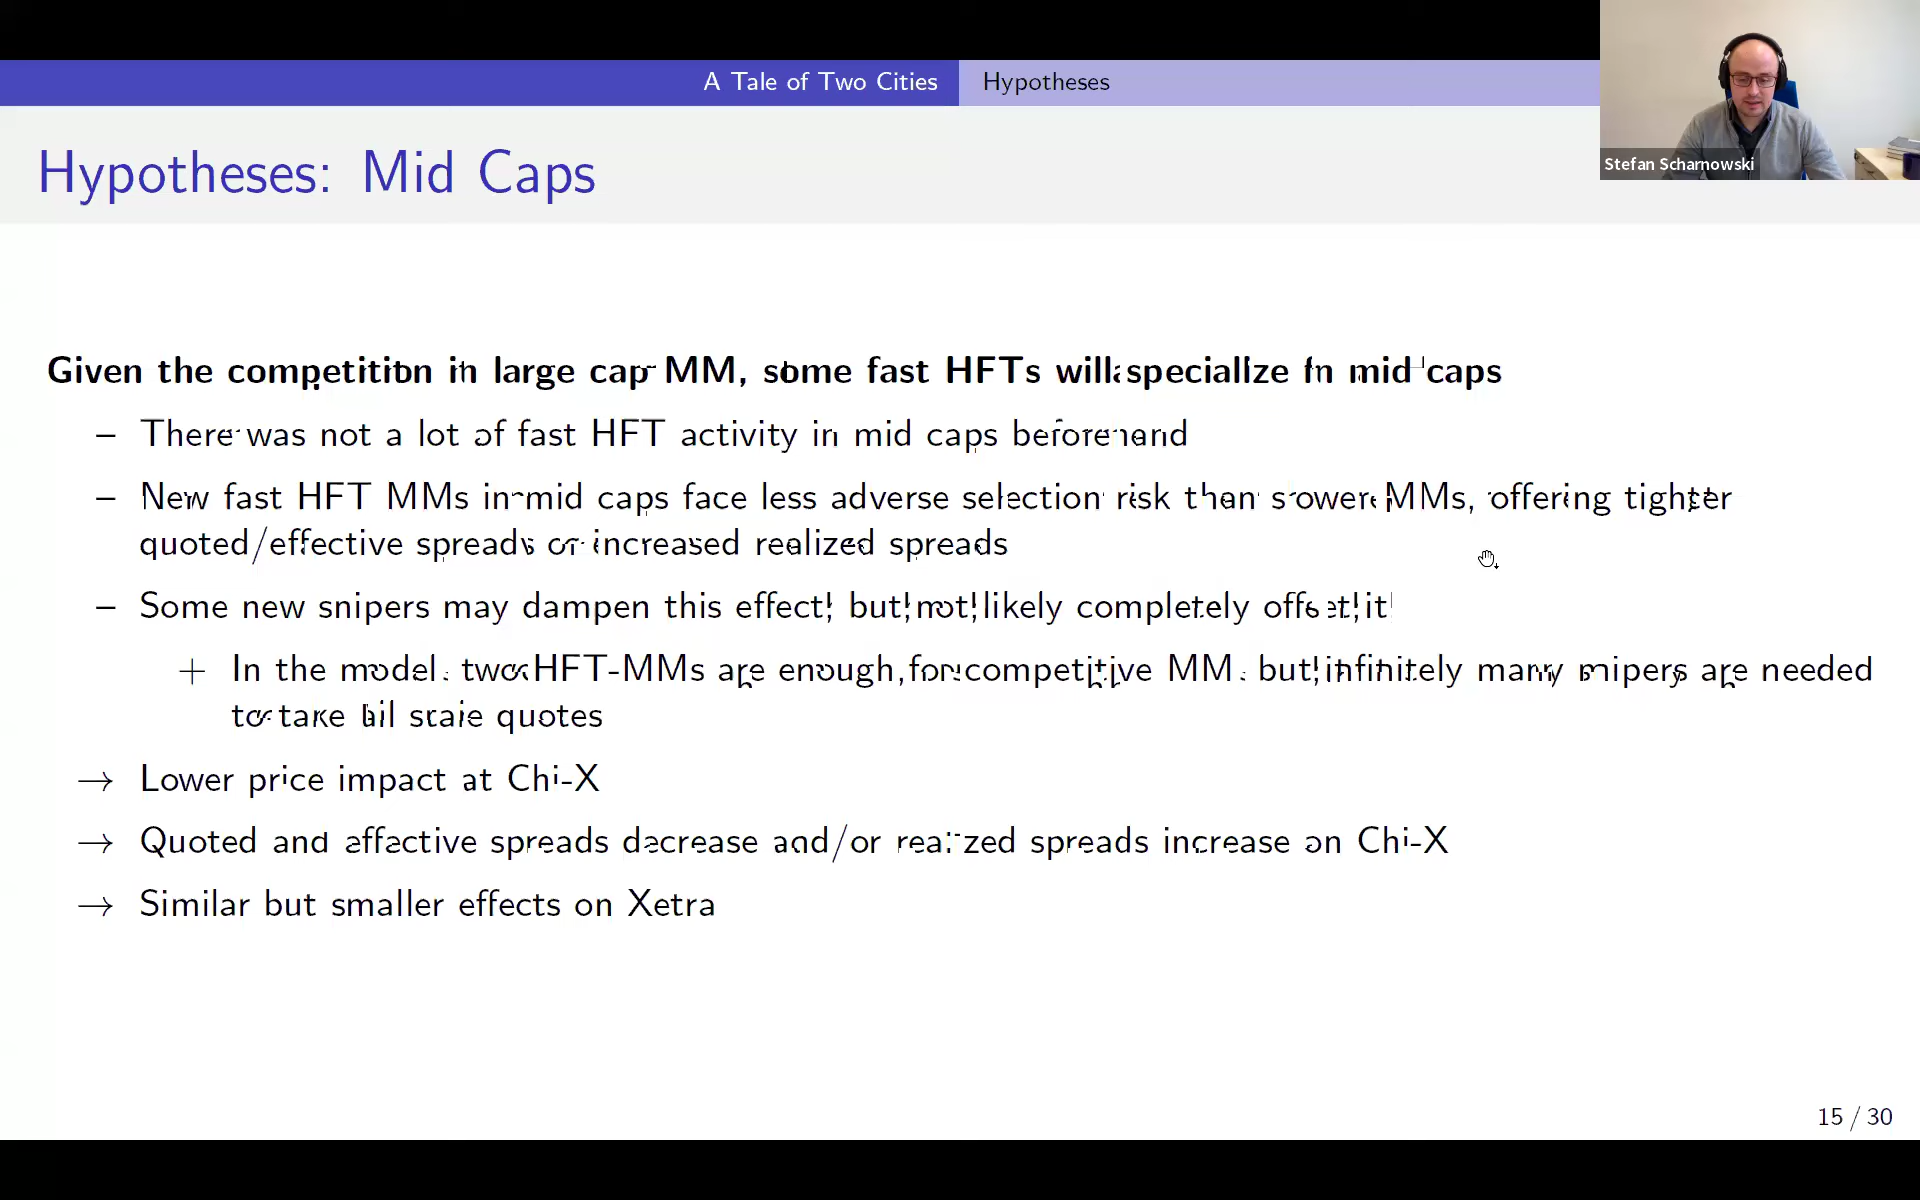 A Tale of Two Cities
Hypotheses
Stefan Scharnowski
Hypotheses: Mid Caps
Given the competition in large cap MM, some fast HFTs will specialize in mid caps
– There was not a lot of fast HFT activity in mid caps beforehand
– New fast HFT MMs in mid caps face less adverse selection risk than slower MMs, offering tighter
quoted/effective spreads or increased realized spreads
– Some new snipers may dampen this effect, but not likely completely offset it
+ In the model, two HFT-MMs are enough for competitive MM, but infinitely many snipers are needed
to take all stale quotes
→ Lower price impact at Chi-X
→ Quoted and effective spreads decrease and/or realized spreads increase on Chi-X
→ Similar but smaller effects on Xetra
15 / 30